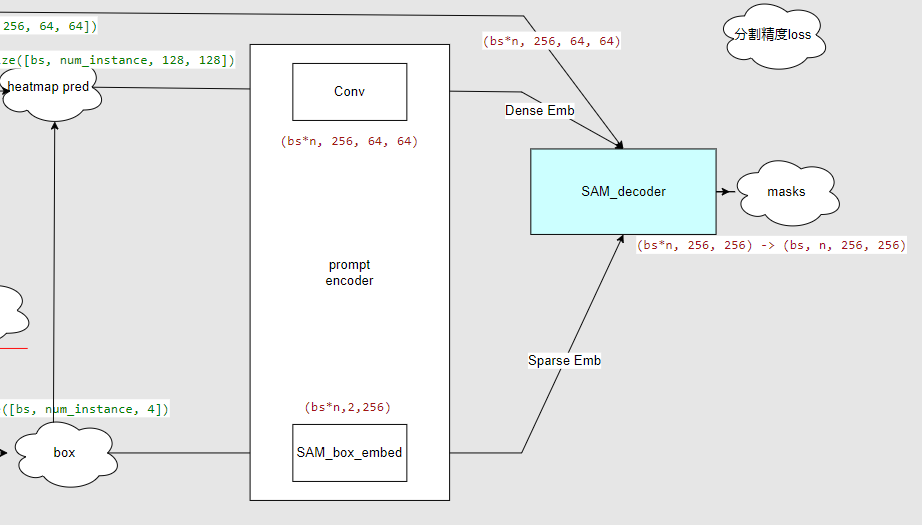 256, 64, 64])
(bs*n, 256, 64, 64)
分割精度loss
ze([bs, num_instance, 128, 128])
heatmap pred
Conv
Dense Emb
(bs*n, 256, 64, 64)
SAM_decoder
masks
(bs*n, 256, 256) -> (bs, n, 256, 256)
prompt
encoder
Sparse Emb
([bs, num_instance, 4])
(bs*n,2,256)
box
SAM_box_embed